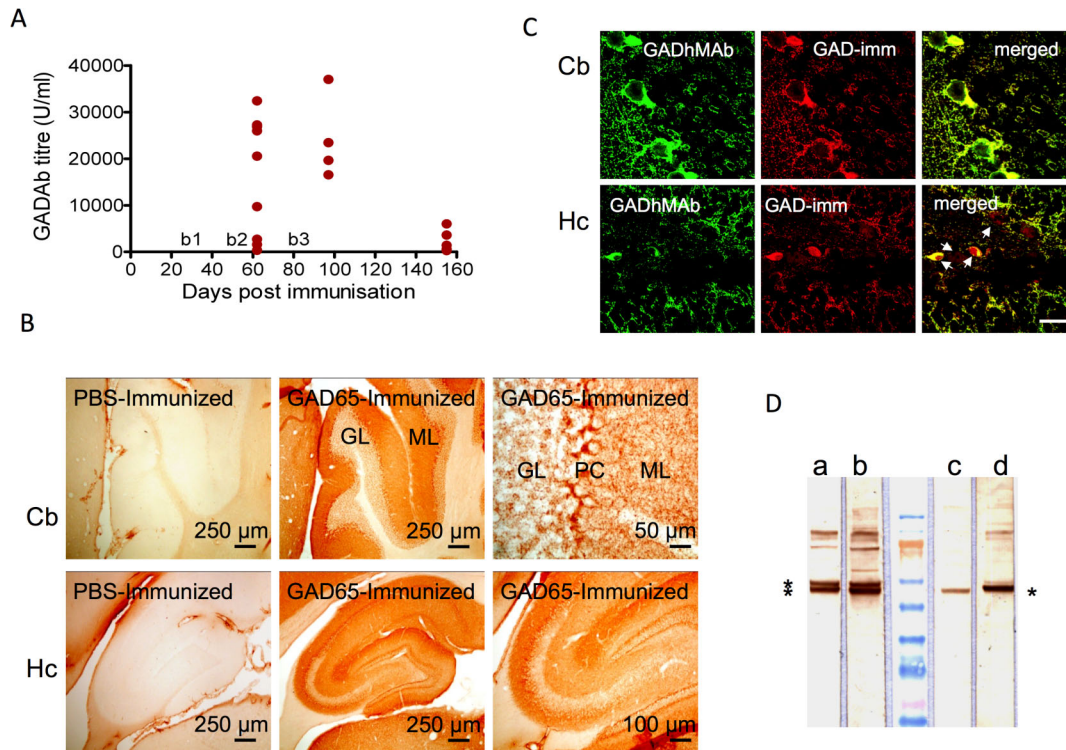 A
GADAb titre (U/ml)
40000
30000
20000
10000
0
b1 b2 b3
0 20 40 60 80 100 120 140 160
Days post immunisation
B
PBS-Immunized GAD65-Immunized GAD65-Immunized
GL ML
GL PC ML
Cb
250 µm 250 µm 50 µm
PBS-Immunized GAD65-Immunized GAD65-Immunized
Hc
250 µm 250 µm 100 µm
C
GADhMAb GAD-imm merged
Cb
GADhMAb GAD-imm merged
Hc
D
a b c d
*
*
*